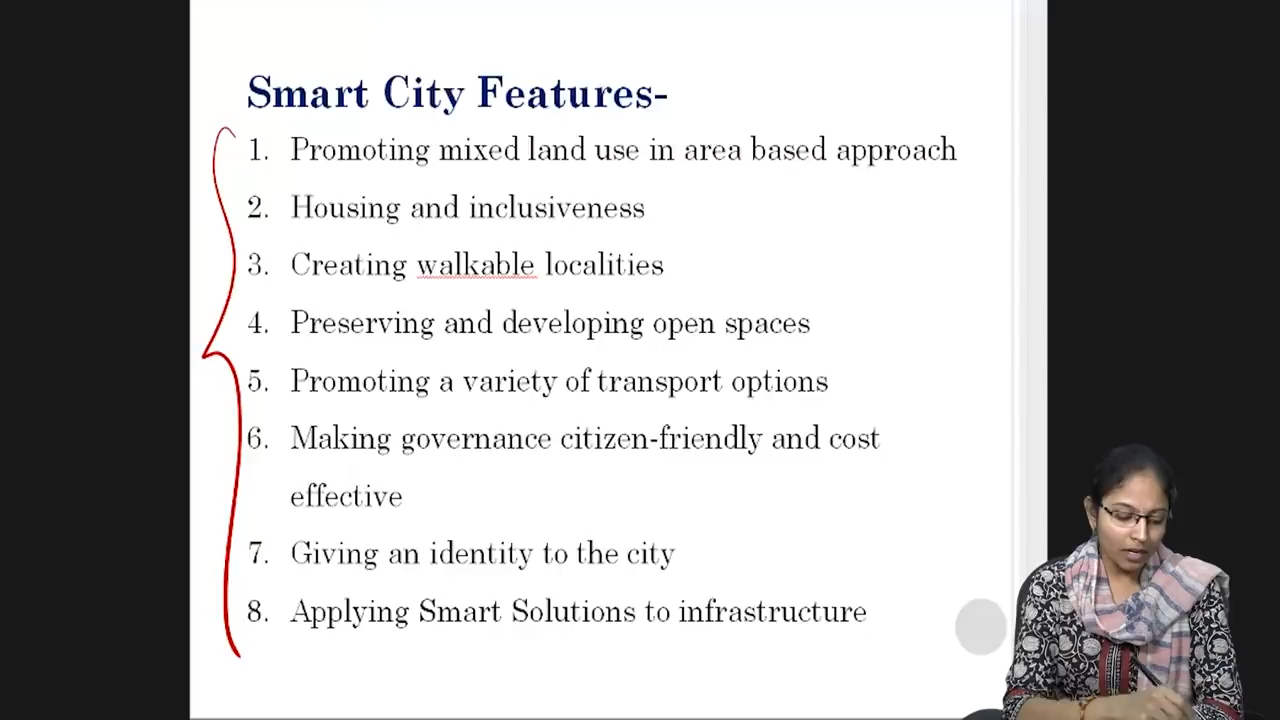 Smart City Features-
1. Promoting mixed land use in area based approach
2. Housing and inclusiveness
3. Creating walkable localities
4. Preserving and developing open spaces
5. Promoting a variety of transport options
6. Making governance citizen-friendly and cost
effective
7. Giving an identity to the city
8. Applying Smart Solutions to infrastructure